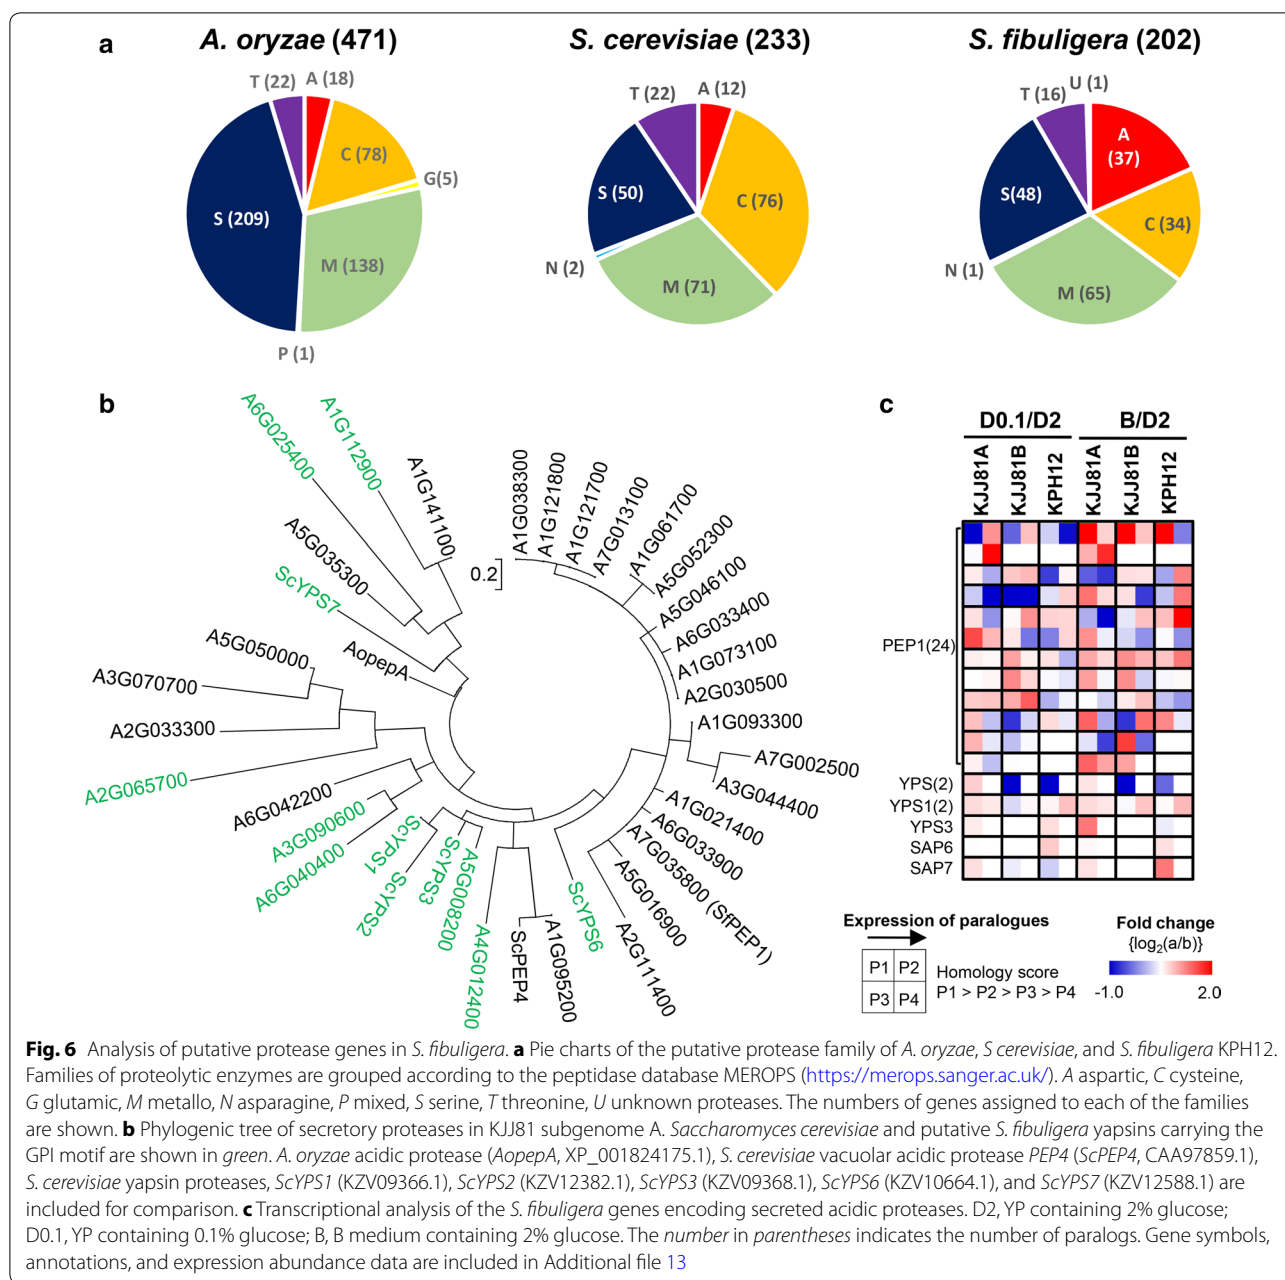 a
A. oryzae (471)
S. cerevisiae (233)
S. fibuligera (202)
T (22)
A (18)
C (78)
G(5)
S (209)
M (138)
P (1)
T (22)
A (12)
S (50)
C (76)
N (2)
M (71)
T (16)
U (1)
A
(37)
S(48)
C (34)
N (1)
M (65)
b
A6G025400
A1G112900
A1G141100
A5G035300
ScYPS7
A5G050000
AopepA
A3G070700
A2G033300
A2G065700
A6G042200
A3G090600
A6G040400
ScYPS1
ScYPS2
ScYPS3
A5G008200
A4G012400
ScPEP4
A1G095200
ScYPS6
A2G111400
A5G016900
A7G035800 (SfPEP1)
A6G033900
A1G021400
A3G044400
A7G002500
A1G093300
A2G030500
A1G073100
A6G033400
A5G046100
A5G052300
A1G061700
A7G013100
A1G121700
A1G121800
A1G038300
0.2
c
D0.1/D2
B/D2
KJJ81A
KJJ81B
KPH12
KJJ81A
KJJ81B
KPH12
PEP1(24)
YPS(2)
YPS1(2)
YPS3
SAP6
SAP7
Expression of paralogues
P1 P2
P3 P4
Homology score
P1 > P2 > P3 > P4
Fold change
{log₂(a/b)}
-1.0
2.0
Fig. 6 Analysis of putative protease genes in S. fibuligera. a Pie charts of the putative protease family of A. oryzae, S cerevisiae, and S. fibuligera KPH12.
Families of proteolytic enzymes are grouped according to the peptidase database MEROPS (https://merops.sanger.ac.uk/). A aspartic, C cysteine,
G glutamic, M metallo, N asparagine, P mixed, S serine, T threonine, U unknown proteases. The numbers of genes assigned to each of the families
are shown. b Phylogenic tree of secretory proteases in KJJ81 subgenome A. Saccharomyces cerevisiae and putative S. fibuligera yapsins carrying the
GPI motif are shown in green. A. oryzae acidic protease (AopepA, XP_001824175.1), S. cerevisiae vacuolar acidic protease PEP4 (ScPEP4, CAA97859.1),
S. cerevisiae yapsin proteases, ScYPS1 (KZV09366.1), ScYPS2 (KZV12382.1), ScYPS3 (KZV09368.1), ScYPS6 (KZV10664.1), and ScYPS7 (KZV12588.1) are
included for comparison. c Transcriptional analysis of the S. fibuligera genes encoding secreted acidic proteases. D2, YP containing 2% glucose;
D0.1, YP containing 0.1% glucose; B, B medium containing 2% glucose. The number in parentheses indicates the number of paralogs. Gene symbols,
annotations, and expression abundance data are included in Additional file 13